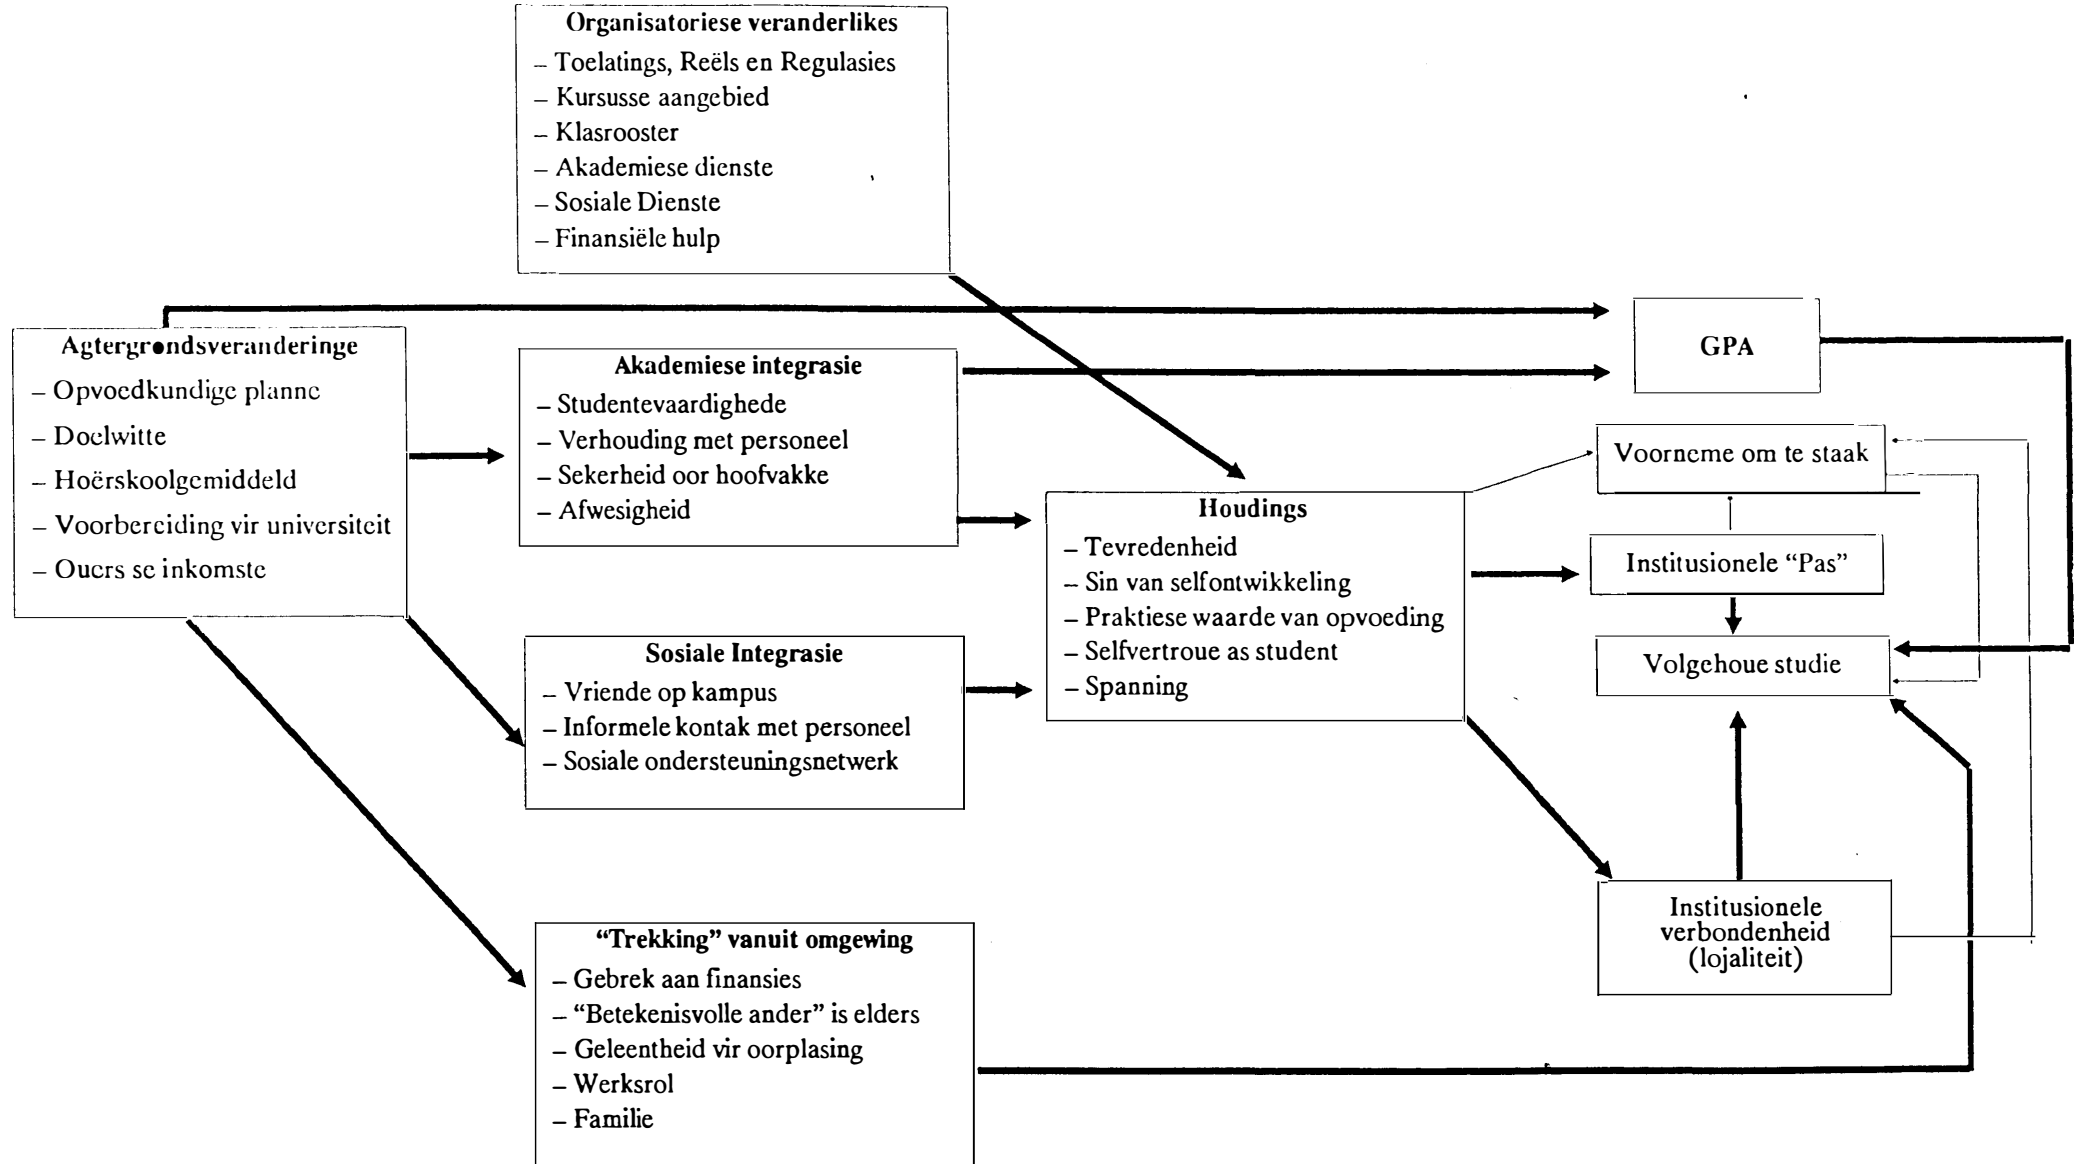 Organisatoriese veranderlikes
– Toelatings, Reëls en Regulasies
– Kursusse aangebied
– Klasrooster
– Akademiese dienste
– Sosiale Dienste
– Finansiële hulp
Agtergrondsveranderinge
– Opvoedkundige planne
– Doelwitte
– Hoërskoolgemiddeld
– Voorbereiding vir universiteit
– Ouers se inkomste
Akademiese integrasie
– Studentevaardighede
– Verhouding met personeel
– Sekerheid oor hoofvakke
– Afwesigheid
Sosiale Integrasie
– Vriende op kampus
– Informele kontak met personeel
– Sosiale ondersteuningsnetwerk
“Trekking” vanuit omgewing
– Gebrek aan finansies
– “Betekenisvolle ander” is elders
– Geleentheid vir oorplasing
– Werksrol
– Familie
Houdings
– Tevredenheid
– Sin van selfontwikkeling
– Praktiese waarde van opvoeding
– Selfvertroue as student
– Spanning
GPA
Voorneme om te staak
Institusionele “Pas”
Volgehoue studie
Institusionele
verbondenheid
(lojaliteit)